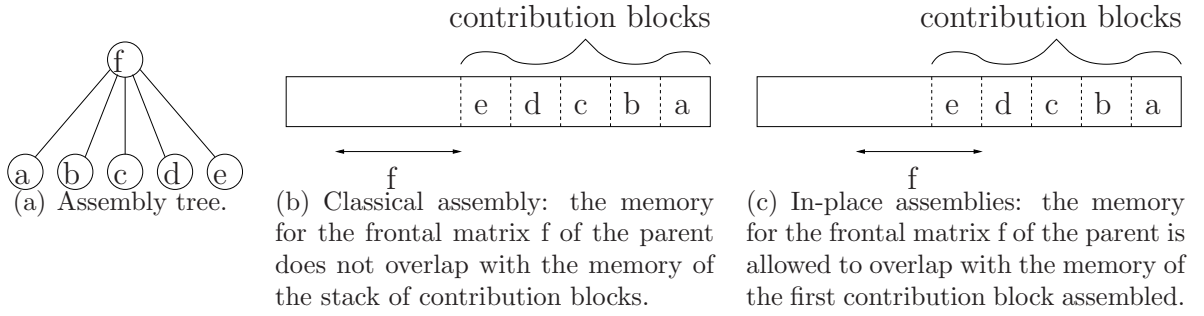 f
a b c d e
(a) Assembly tree.
contribution blocks
e d c b a
f
(b) Classical assembly: the memory
for the frontal matrix f of the parent
does not overlap with the memory of
the stack of contribution blocks.
contribution blocks
e d c b a
f
(c) In-place assemblies: the memory
for the frontal matrix f of the parent is
allowed to overlap with the memory of
the first contribution block assembled.